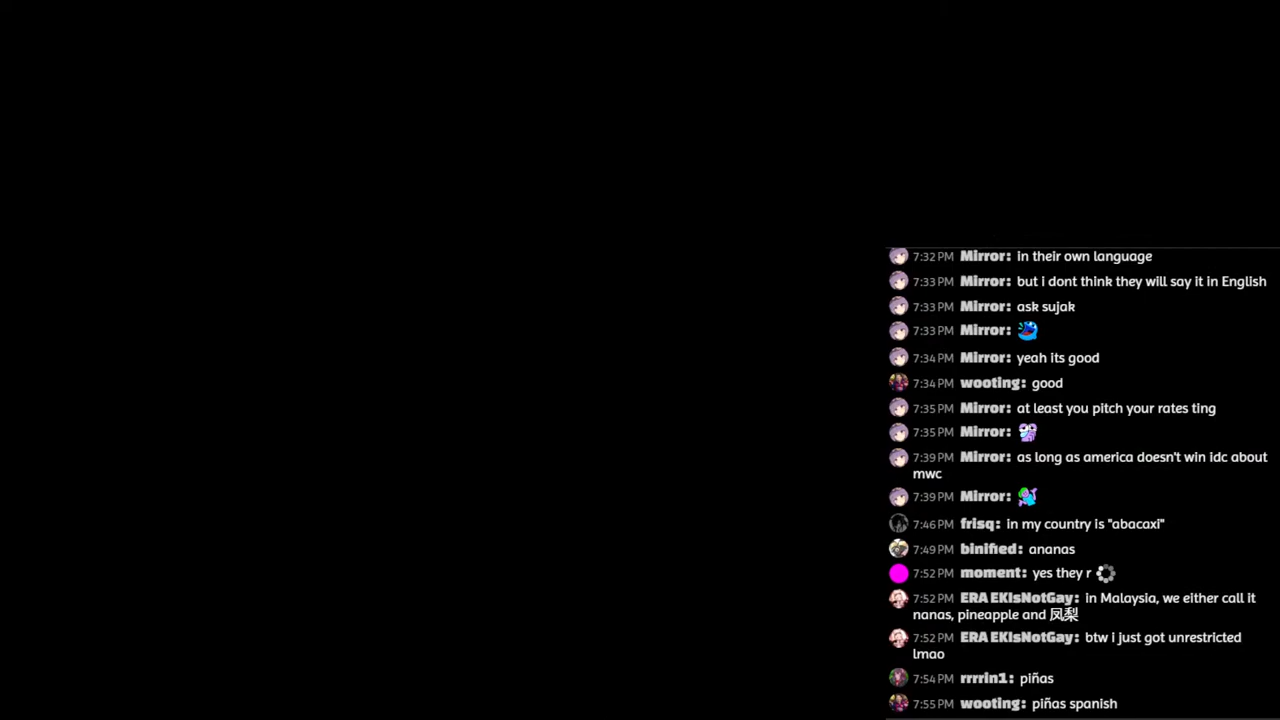 7:32 PM Mirror: in their own language
7:33 PM Mirror: but i dont think they will say it in English
7:33 PM Mirror: ask sujak
7:33 PM Mirror:
7:34 PM Mirror: yeah its good
7:34 PM wooting: good
7:35 PM Mirror: at least you pitch your rates ting
7:35 PM Mirror:
7:39 PM Mirror: as long as america doesn't win idc about
mwc
7:39 PM Mirror:
7:46 PM frisq: in my country is "abacaxi"
7:49 PM binified: ananas
7:52 PM moment: yes they r
7:52 PM ERA EKIsNotGay: in Malaysia, we either call it
nanas, pineapple and 凤梨
7:52 PM ERA EKIsNotGay: btw i just got unrestricted
lmao
7:54 PM rrrrin1: piñas
7:55 PM wooting: piñas spanish